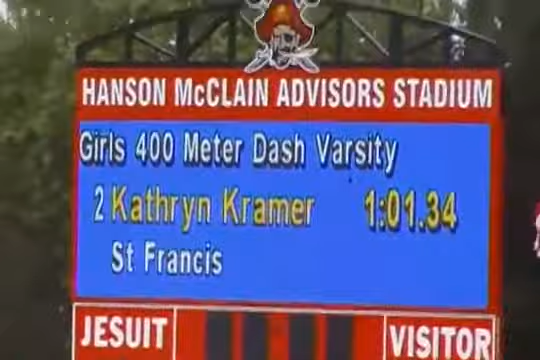 HANSON McCLAIN ADVISORS STADIUM
Girls 400 Meter Dash Varsity
2 Kathryn Kramer 1:01.34
St Francis
JESUIT VISITOR